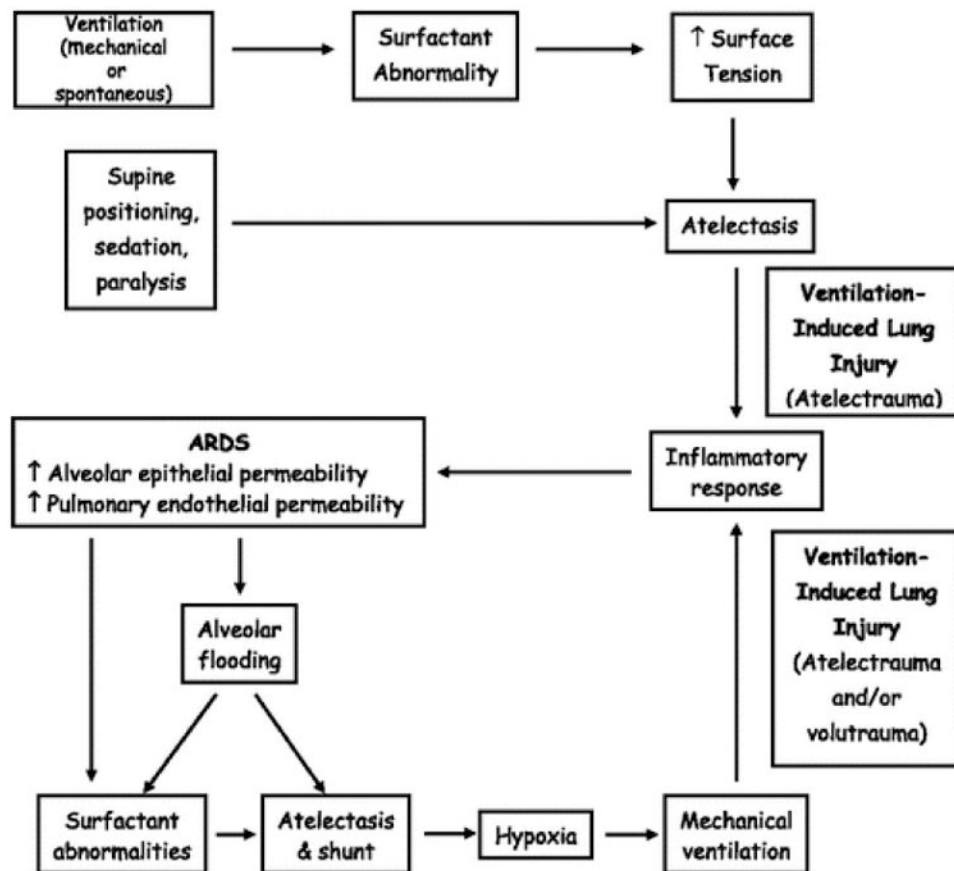 Ventilation
(mechanical
or
spontaneous)
Surfactant
Abnormality
↑ Surface
Tension
Supine
positioning,
sedation,
paralysis
Atelectasis
Ventilation-
Induced Lung
Injury
(Atelectrauma)
ARDS
↑ Alveolar epithelial permeability
↑ Pulmonary endothelial permeability
Inflammatory
response
Ventilation-
Induced Lung
Injury
(Atelectrauma
and/or
volutrauma)
Alveolar
flooding
Surfactant
abnormalities
Atelectasis
& shunt
Hypoxia
Mechanical
ventilation